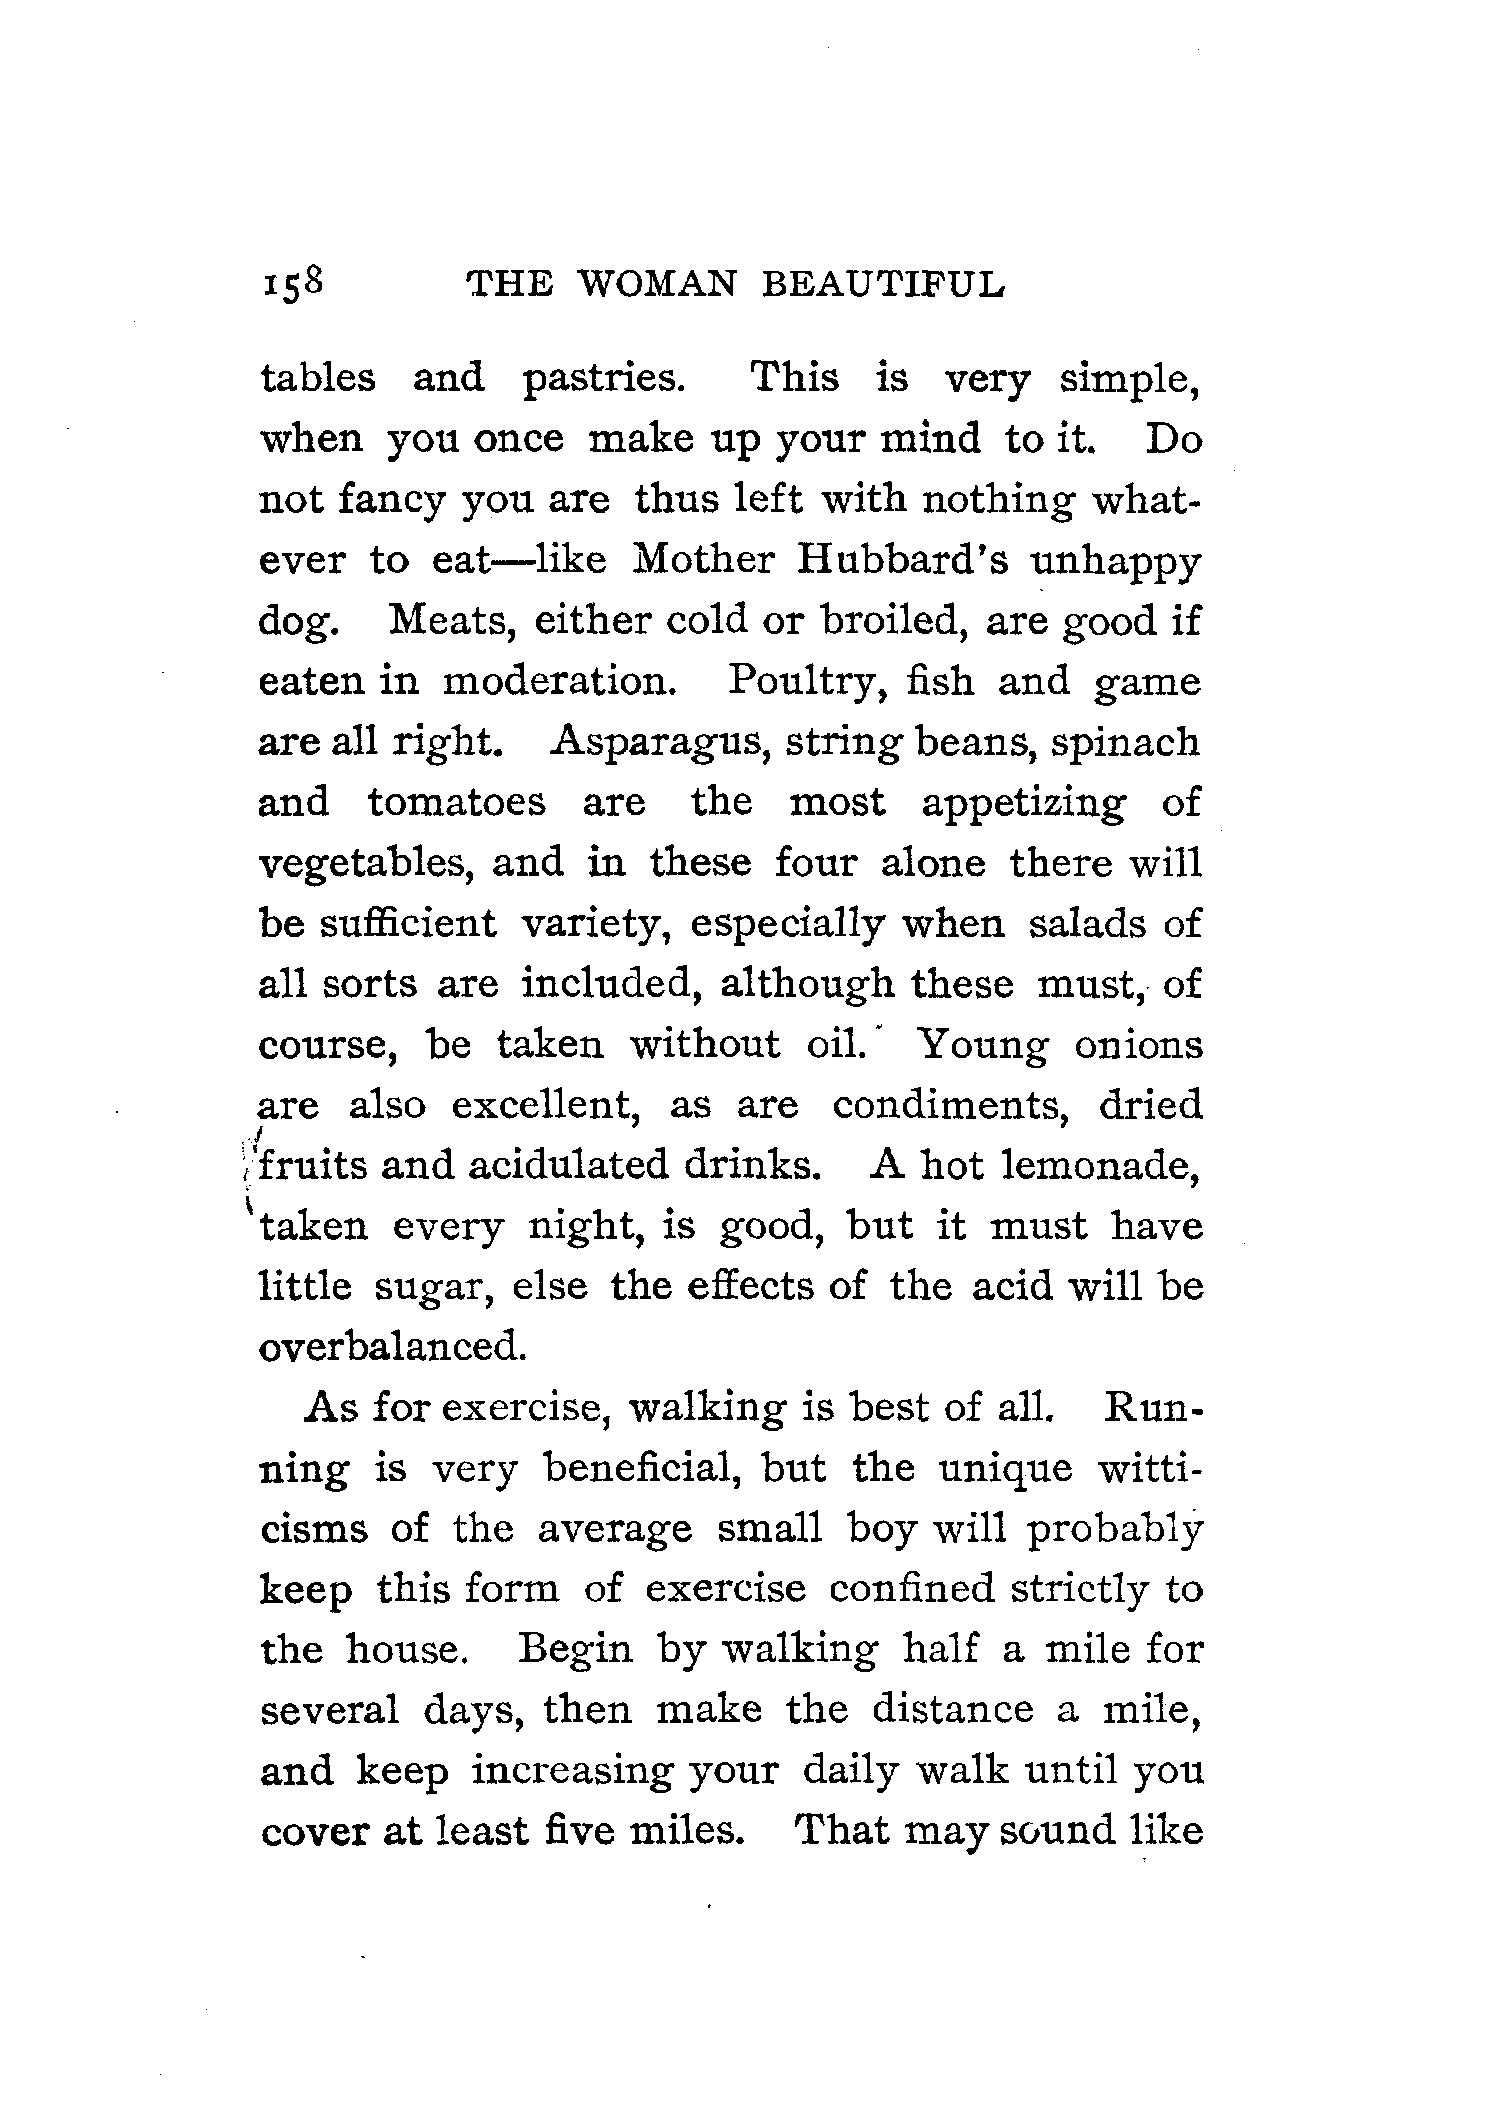 158 THE WOMAN BEAUTIFUL
tables and pastries. This is very simple,
when you once make up your mind to it. Do
not fancy you are thus left with nothing what-
ever to eat—like Mother Hubbard's unhappy
dog. Meats, either cold or broiled, are good if
eaten in moderation. Poultry, fish and game
are all right. Asparagus, string beans, spinach
and tomatoes are the most appetizing of
vegetables, and in these four alone there will
be sufficient variety, especially when salads of
all sorts are included, although these must, of
course, be taken without oil. Young onions
are also excellent, as are condiments, dried
fruits and acidulated drinks. A hot lemonade,
taken every night, is good, but it must have
little sugar, else the effects of the acid will be
overbalanced.
As for exercise, walking is best of all. Run-
ning is very beneficial, but the unique witti-
cisms of the average small boy will probably
keep this form of exercise confined strictly to
the house. Begin by walking half a mile for
several days, then make the distance a mile,
and keep increasing your daily walk until you
cover at least five miles. That may sound like